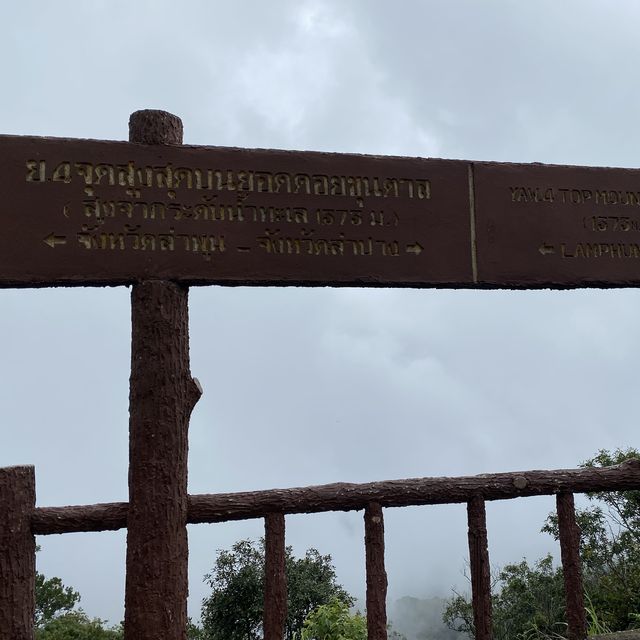 ย 4 จุดสูงสุดบนยอดดอยขุนตาล
( สูงจากระดับน้ำทะเล 1373 ม. )
← จังหวัดลำพูน – จังหวัดลำปาง →
YAW.4 TOP
(1373
← LAMPHUN